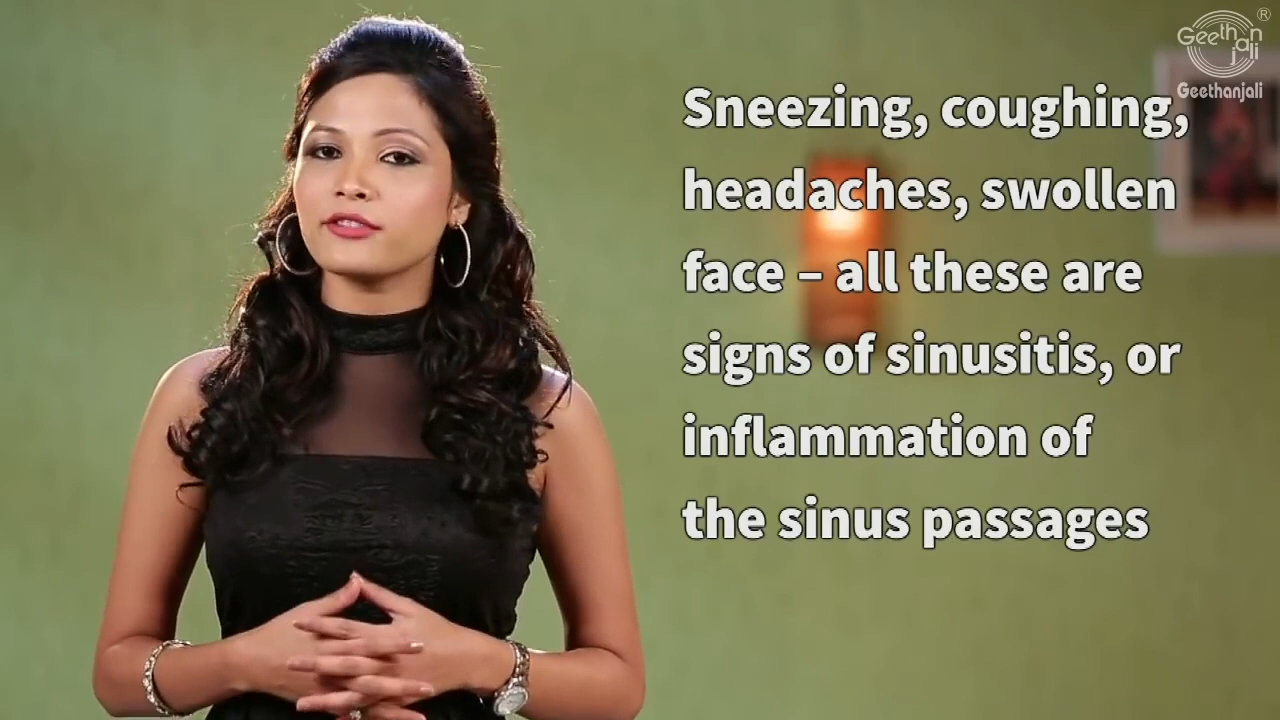 Geethanjali
®
Geethanjali
Sneezing, coughing,
headaches, swollen
face – all these are
signs of sinusitis, or
inflammation of
the sinus passages